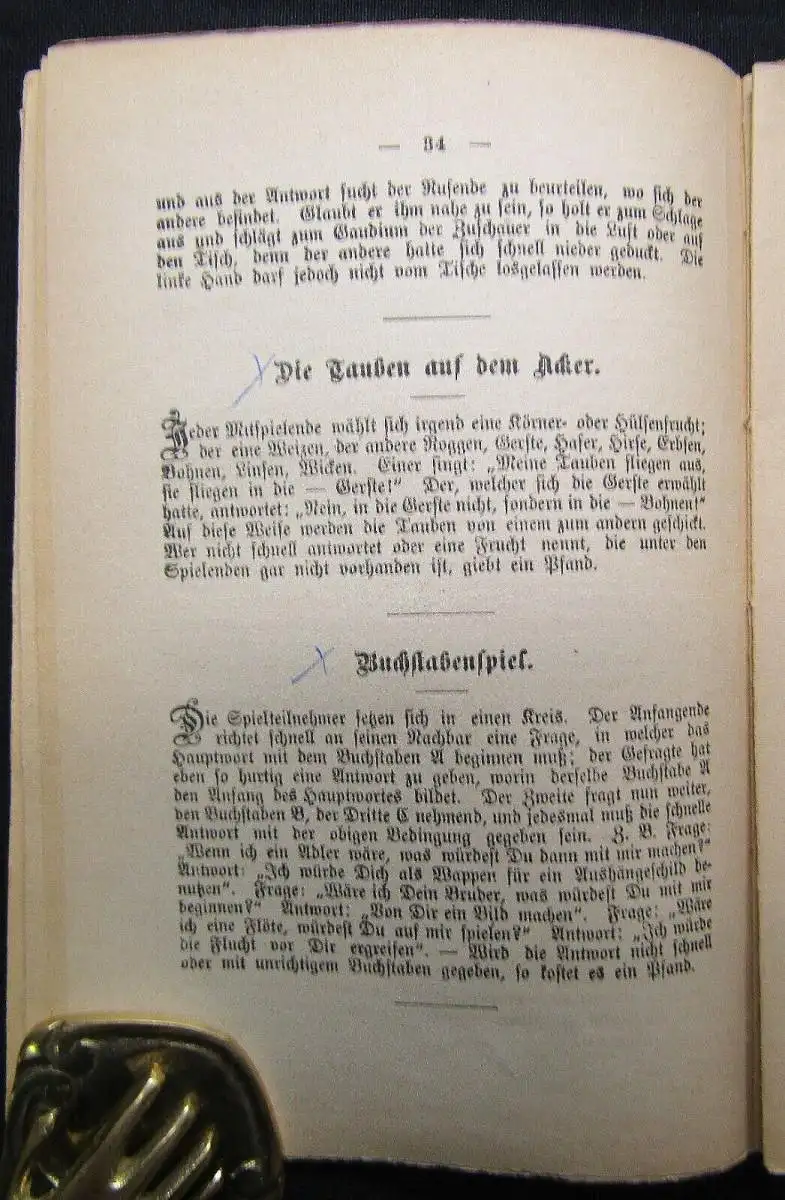 — 34 —
und aus der Antwort sucht der Rufende zu beurteilen, wo sich der
andere befindet. Glaubt er ihm nahe zu sein, so holt er zum Schlage
aus und schlägt zum Gaudium der Zuschauer in die Luft oder auf
den Tisch, denn der andere hatte sich schnell nieder geduckt. Die
linke Hand darf jedoch nicht vom Tische losgelassen werden.
Die Tauben auf dem Acker.
Jeder Mitspielende wählt sich irgend eine Körner- oder Hülsenfrucht;
der eine Weizen, der andere Roggen, Gerste, Hafer, Hirse, Erbsen,
Bohnen, Linsen, Wicken. Einer singt: „Meine Tauben fliegen aus,
sie fliegen in die — Gerste!“ Der, welcher sich die Gerste erwählt
hatte, antwortet: „Nein, in die Gerste nicht, sondern in die — Bohnen!“
Auf diese Weise werden die Tauben von einem zum andern geschickt.
Wer nicht schnell antwortet oder eine Frucht nennt, die unter den
Spielenden gar nicht vorhanden ist, giebt ein Pfand.
Buchstabenspiel.
Die Spielteilnehmer setzen sich in einen Kreis. Der Anfangende
richtet schnell an seinen Nachbar eine Frage, in welcher das
Hauptwort mit dem Buchstaben A beginnen muß; der Gefragte hat
eben so hurtig eine Antwort zu geben, worin derselbe Buchstabe A
den Anfang des Hauptwortes bildet. Der Zweite fragt nun weiter,
den Buchstaben B, der Dritte C nehmend, und jedesmal muß die schnelle
Antwort mit der obigen Bedingung gegeben sein. Z. B. Frage:
„Wenn ich ein Adler wäre, was würdest Du dann mit mir machen?“
Antwort: „Ich würde Dich als Wappen für ein Aushängeschild be-
nutzen“. Frage: „Wäre ich Dein Bruder, was würdest Du mit mir
beginnen?“ Antwort: „Von Dir ein Bild machen“. Frage: „Wäre
ich eine Flöte, würdest Du auf mir spielen?“ Antwort: „Ich würde
die Flucht vor Dir ergreifen“. — Wird die Antwort nicht schnell
oder mit unrichtigem Buchstaben gegeben, so kostet es ein Pfand.